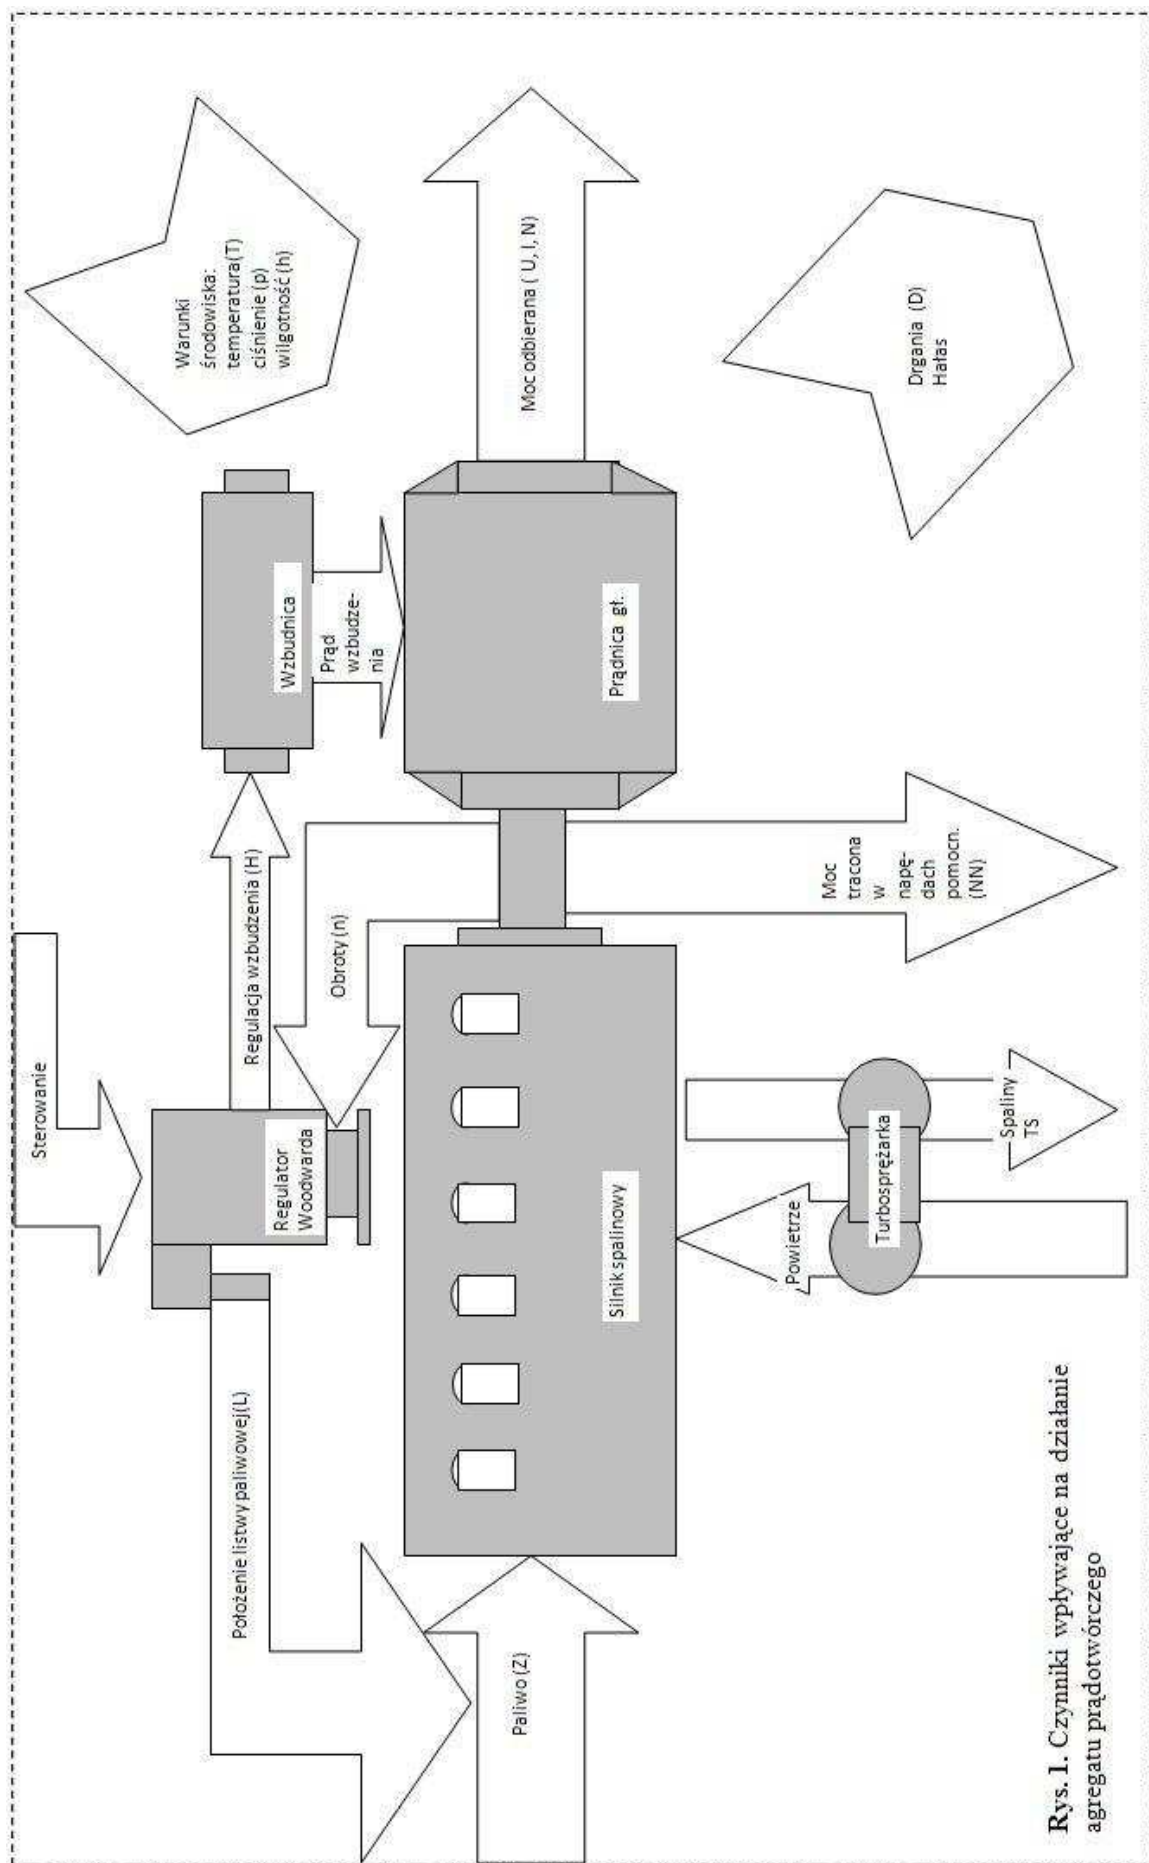 Sterowanie
Warunki
środowiska:
temperatura(T)
ciśnienie (p)
wilgotność (h)
Położenie listwy paliwowej(L)
Regulator
Woodwarda
Regulacja wzbudzenia (H)
Wzbudnica
Obroty (n)
Prąd
wzbudze-
nia
Paliwo (Z)
Silnik spalinowy
Prądnica gł.
Moc odbierana ( U, I, N)
Powietrze
Turbosprężarka
Spaliny
TS
Moc
tracona
w
napę-
dach
pomocn.
(NN)
Drgania (D)
Hałas
Rys. 1. Czynniki wpływające na działanie
agregatu prądotwórczego